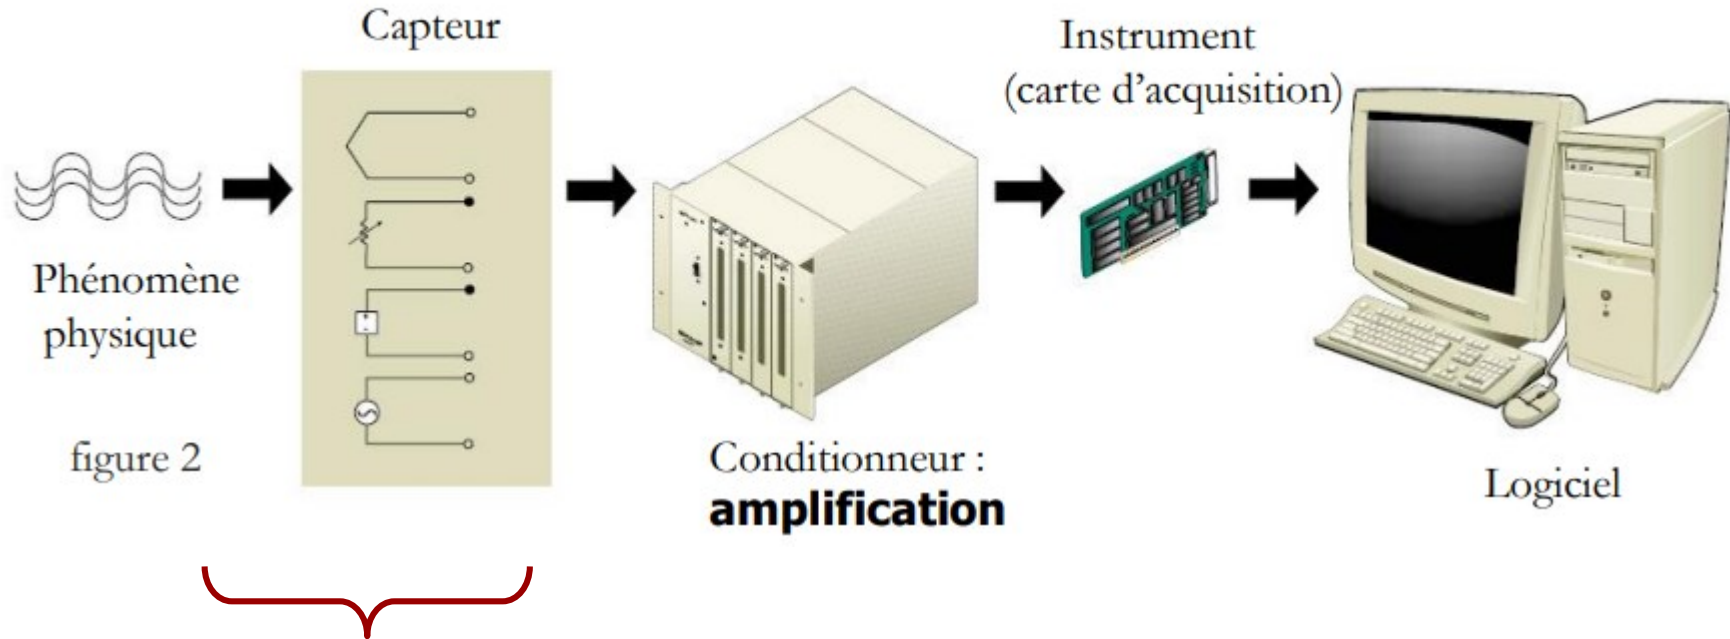 Capteur
Instrument
(carte d'acquisition)
Phénomène
physique
figure 2
Conditionneur :
amplification
Logiciel